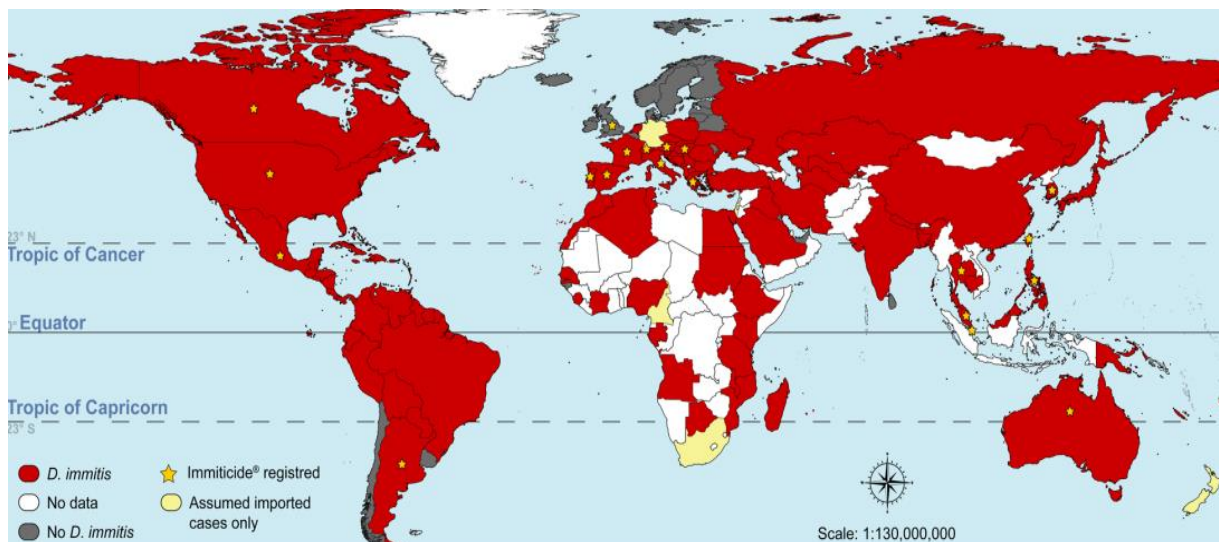 23° N
Tropic of Cancer
0° Equator
Tropic of Capricorn
23° S
D. immitis
No data
No D. immitis
Immiticide® registred
Assumed imported
cases only
Scale: 1:130,000,000